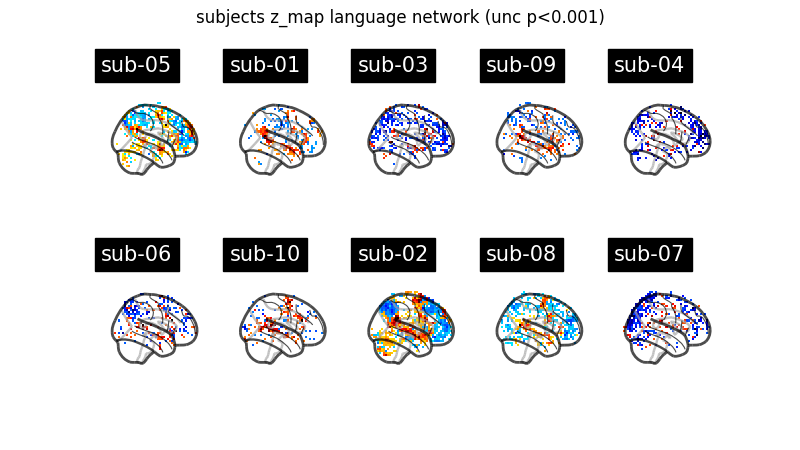 subjects z_map language network (unc p<0.001)
sub-05 sub-01 sub-03 sub-09 sub-04
sub-06 sub-10 sub-02 sub-08 sub-07